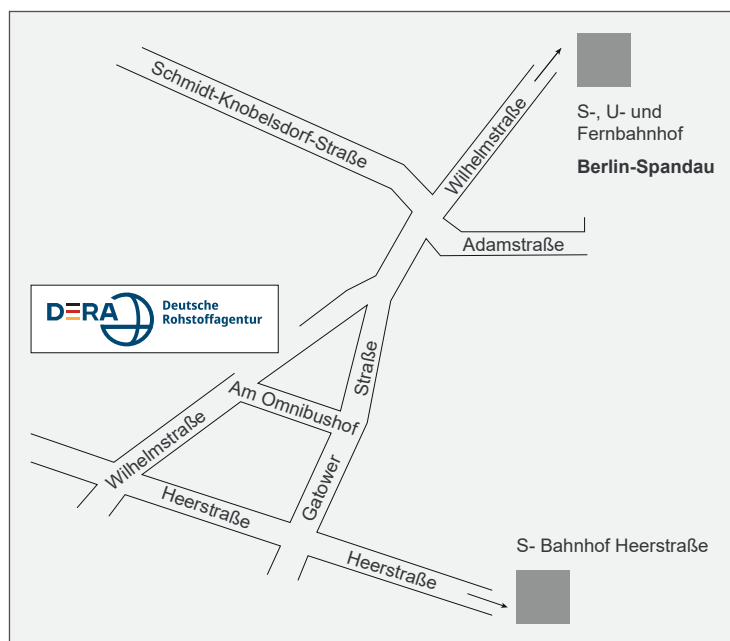 Schmidt-Knobelsdorf-Straße
Wilhelmstraße
S-, U- und
Fernbahnhof
Berlin-Spandau
Adamstraße
DERA
Deutsche
Rohstoffagentur
Straße
Am Omnibushof
Wilhelmstraße
Gatower
Heerstraße
Heerstraße
S- Bahnhof Heerstraße